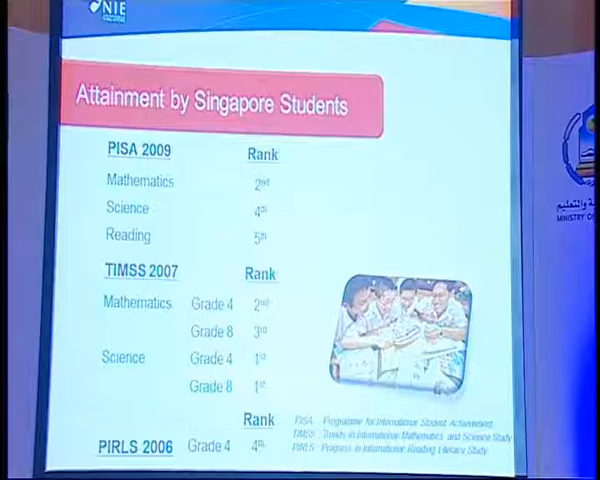 NIE
Attainment by Singapore Students
PISA 2009 Rank
Mathematics 2nd
Science 4th
Reading 5th
TIMSS 2007 Rank
Mathematics Grade 4 2nd
Grade 8 3rd
Science Grade 4 1st
Grade 8 1st
Rank
PIRLS 2006 Grade 4 4th
PISA : Programme for International Student Achievement
TIMSS : Trends in International Mathematics and Science Study
PIRLS : Progress in International Reading Literacy Study
والتعليم
MINISTRY